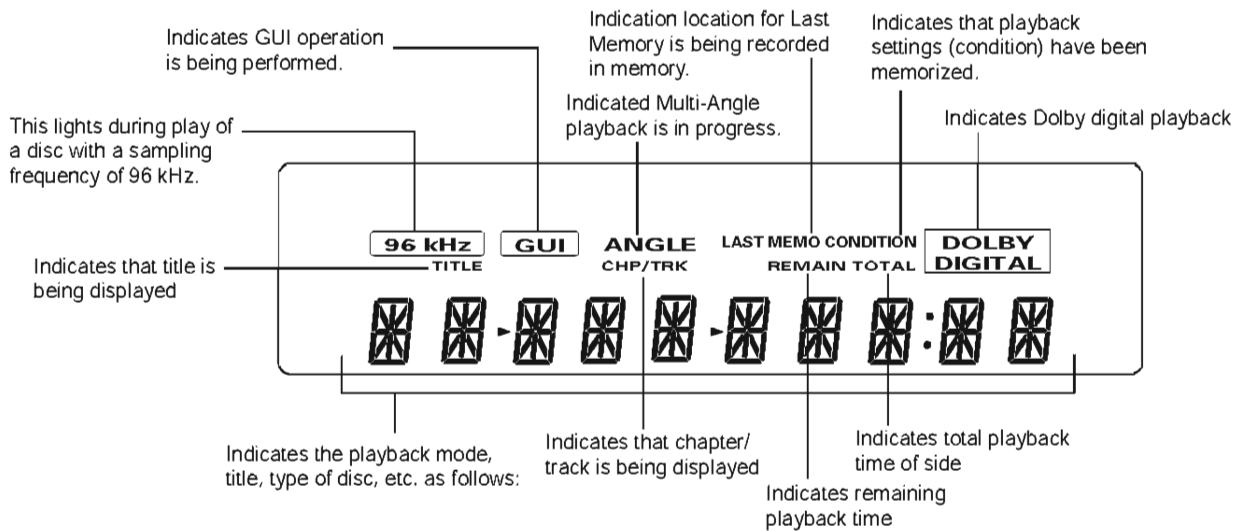 Indicates GUI operation
is being performed.
Indication location for Last
Memory is being recorded
in memory.
Indicates that playback
settings (condition) have been
memorized.
Indicated Multi-Angle
playback is in progress.
Indicates Dolby digital playback
This lights during play of
a disc with a sampling
frequency of 96 kHz.
96 kHz GUI ANGLE LAST MEMO CONDITION DOLBY
DIGITAL
TITLE CHP/TRK REMAIN TOTAL
Indicates that title is
being displayed
Indicates the playback mode,
title, type of disc, etc. as follows:
Indicates that chapter/
track is being displayed
Indicates total playback
time of side
Indicates remaining
playback time